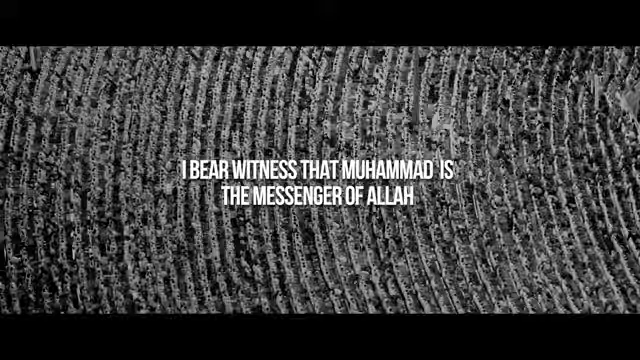 I BEAR WITNESS THAT MUHAMMAD IS
THE MESSENGER OF ALLAH